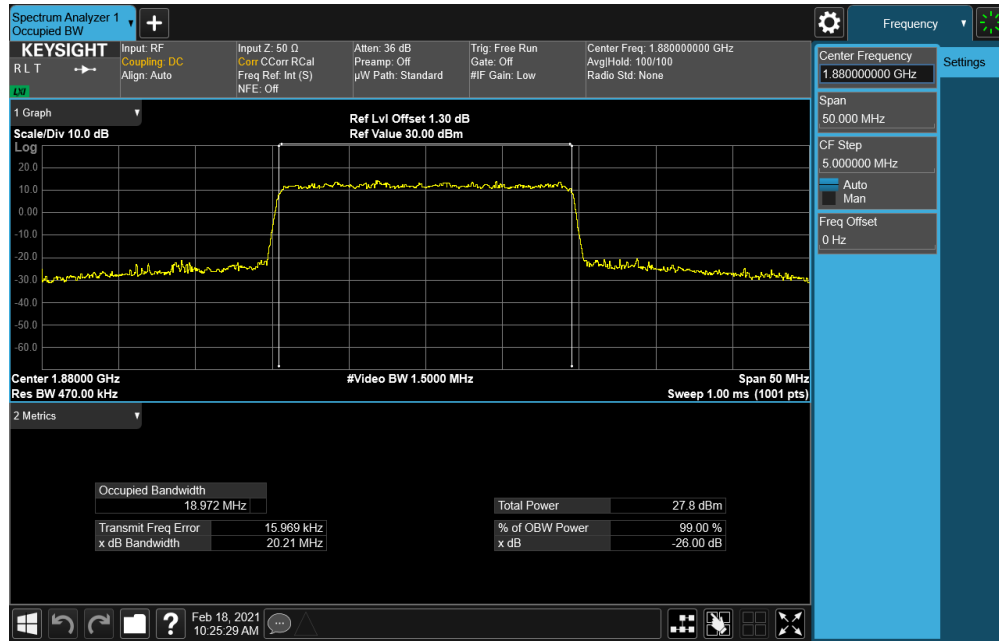 Spectrum Analyzer 1
Occupied BW
Frequency
KEYSIGHT
R L T
LXI
Input: RF
Coupling: DC
Align: Auto
Input Z: 50 Ω
Corr CCorr RCal
Freq Ref: Int (S)
NFE: Off
Atten: 36 dB
Preamp: Off
µW Path: Standard
Trig: Free Run
Gate: Off
#IF Gain: Low
Center Freq: 1.880000000 GHz
Avg|Hold: 100/100
Radio Std: None
Center Frequency
1.880000000 GHz
Settings
Span
50.000 MHz
CF Step
5.000000 MHz
Auto
Man
Freq Offset
0 Hz
1 Graph
Scale/Div 10.0 dB
Ref Lvl Offset 1.30 dB
Ref Value 30.00 dBm
Log
20.0
10.0
0.00
-10.0
-20.0
-30.0
-40.0
-50.0
-60.0
Center 1.88000 GHz
#Video BW 1.5000 MHz
Span 50 MHz
Res BW 470.00 kHz
Sweep 1.00 ms (1001 pts)
2 Metrics
Occupied Bandwidth
18.972 MHz
Total Power 27.8 dBm
Transmit Freq Error 15.969 kHz
% of OBW Power 99.00 %
x dB Bandwidth 20.21 MHz
x dB -26.00 dB
Feb 18, 2021
10:25:29 AM